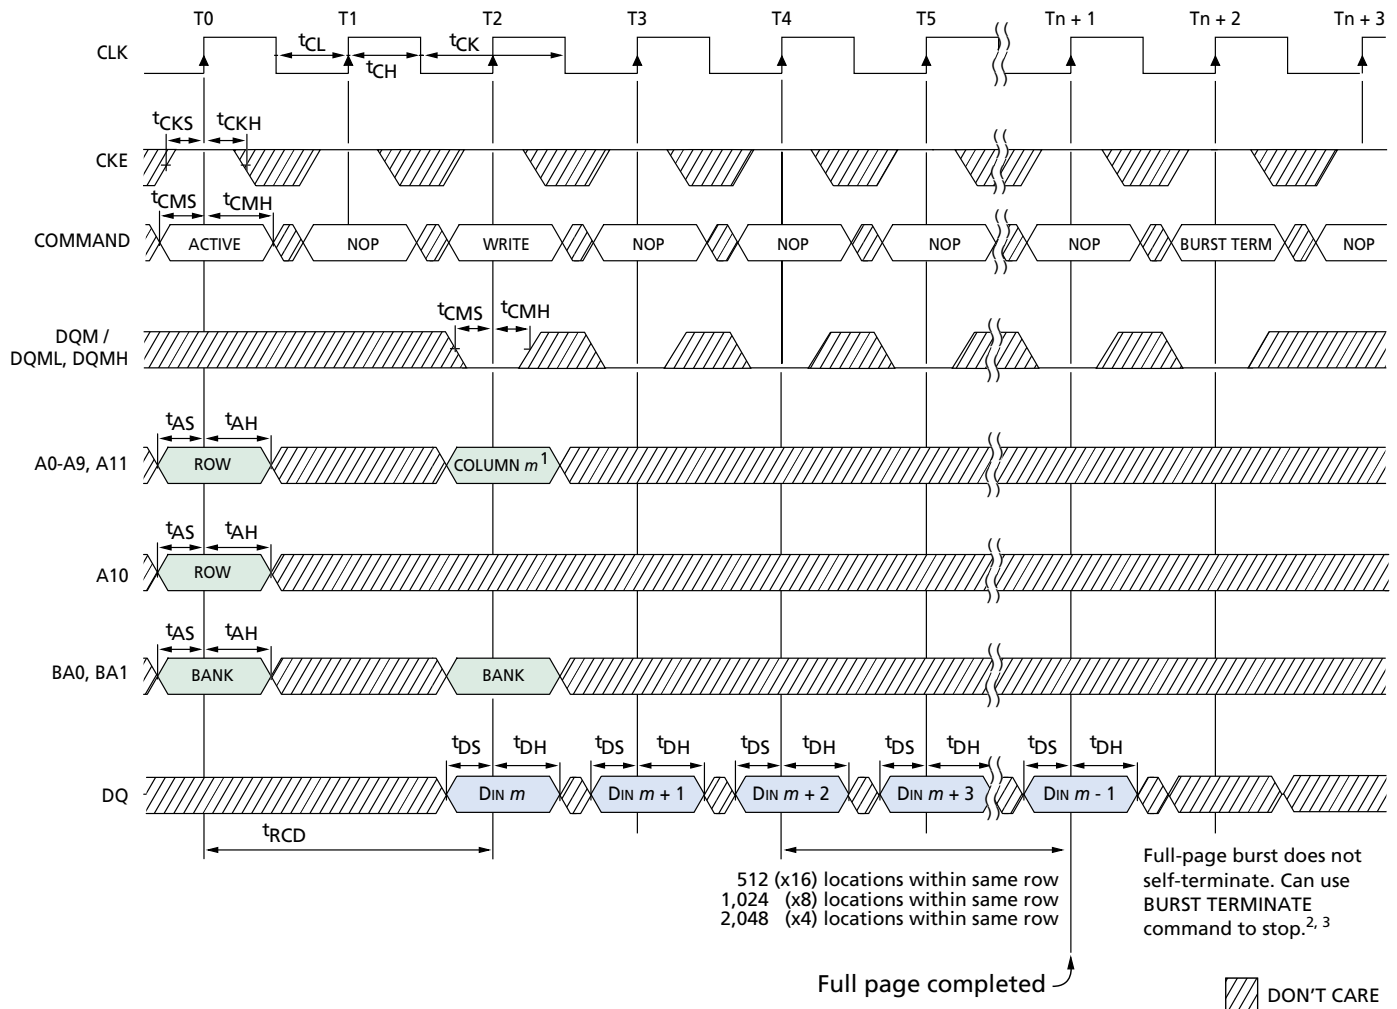 T0 T1 T2 T3 T4 T5 Tn + 1 Tn + 2 Tn + 3
CLK tCL tCH tCK
tCKS tCKH
CKE
tCMS tCMH
COMMAND ACTIVE NOP WRITE NOP NOP NOP NOP BURST TERM NOP
tCMS tCMH
DQM /
DQML, DQMH
tAS tAH
A0-A9, A11 ROW COLUMN m1
tAS tAH
A10 ROW
tAS tAH
BA0, BA1 BANK BANK
tDS tDH tDS tDH tDS tDH tDS tDH tDS tDH
DQ DIN m DIN m + 1 DIN m + 2 DIN m + 3 DIN m - 1
tRCD
512 (x16) locations within same row
1,024 (x8) locations within same row
2,048 (x4) locations within same row
Full-page burst does not
self-terminate. Can use
BURST TERMINATE
command to stop.2, 3
Full page completed
DON'T CARE